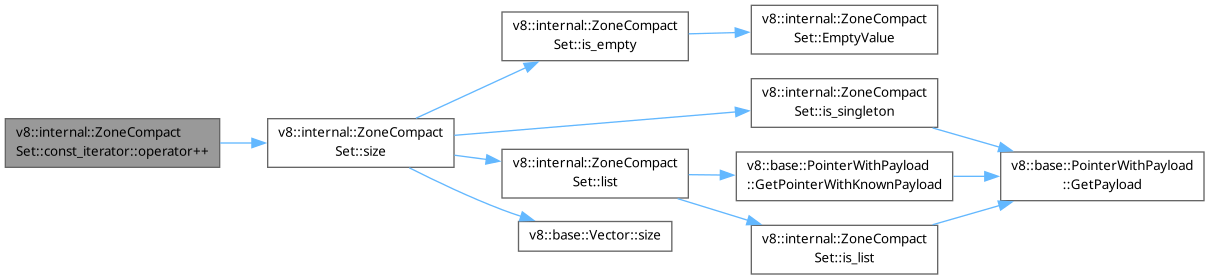 v8::internal::ZoneCompact
Set::const_iterator::operator++
v8::internal::ZoneCompact
Set::size
v8::internal::ZoneCompact
Set::is_empty
v8::internal::ZoneCompact
Set::EmptyValue
v8::internal::ZoneCompact
Set::is_singleton
v8::internal::ZoneCompact
Set::list
v8::base::PointerWithPayload
::GetPointerWithKnownPayload
v8::base::PointerWithPayload
::GetPayload
v8::base::Vector::size
v8::internal::ZoneCompact
Set::is_list